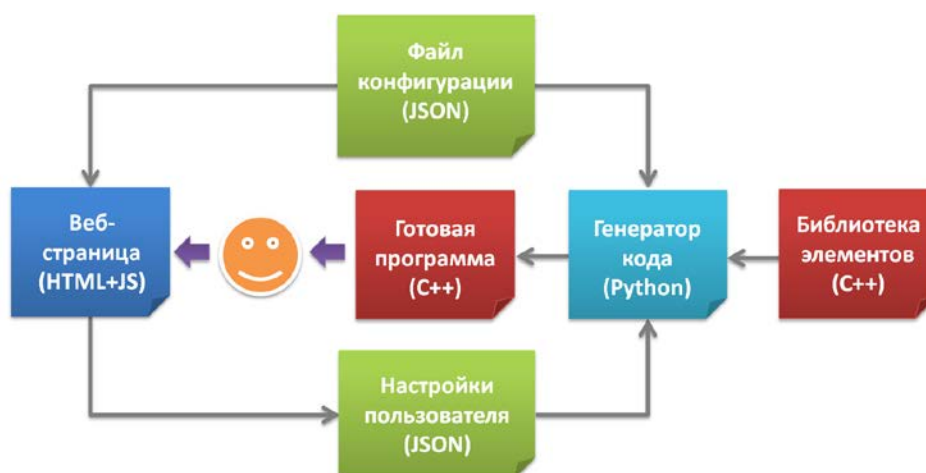 Файл
конфигурации
(JSON)
Веб-
страница
(HTML+JS)
Готовая
программа
(C++)
Генератор
кода
(Python)
Библиотека
элементов
(C++)
Настройки
пользователя
(JSON)